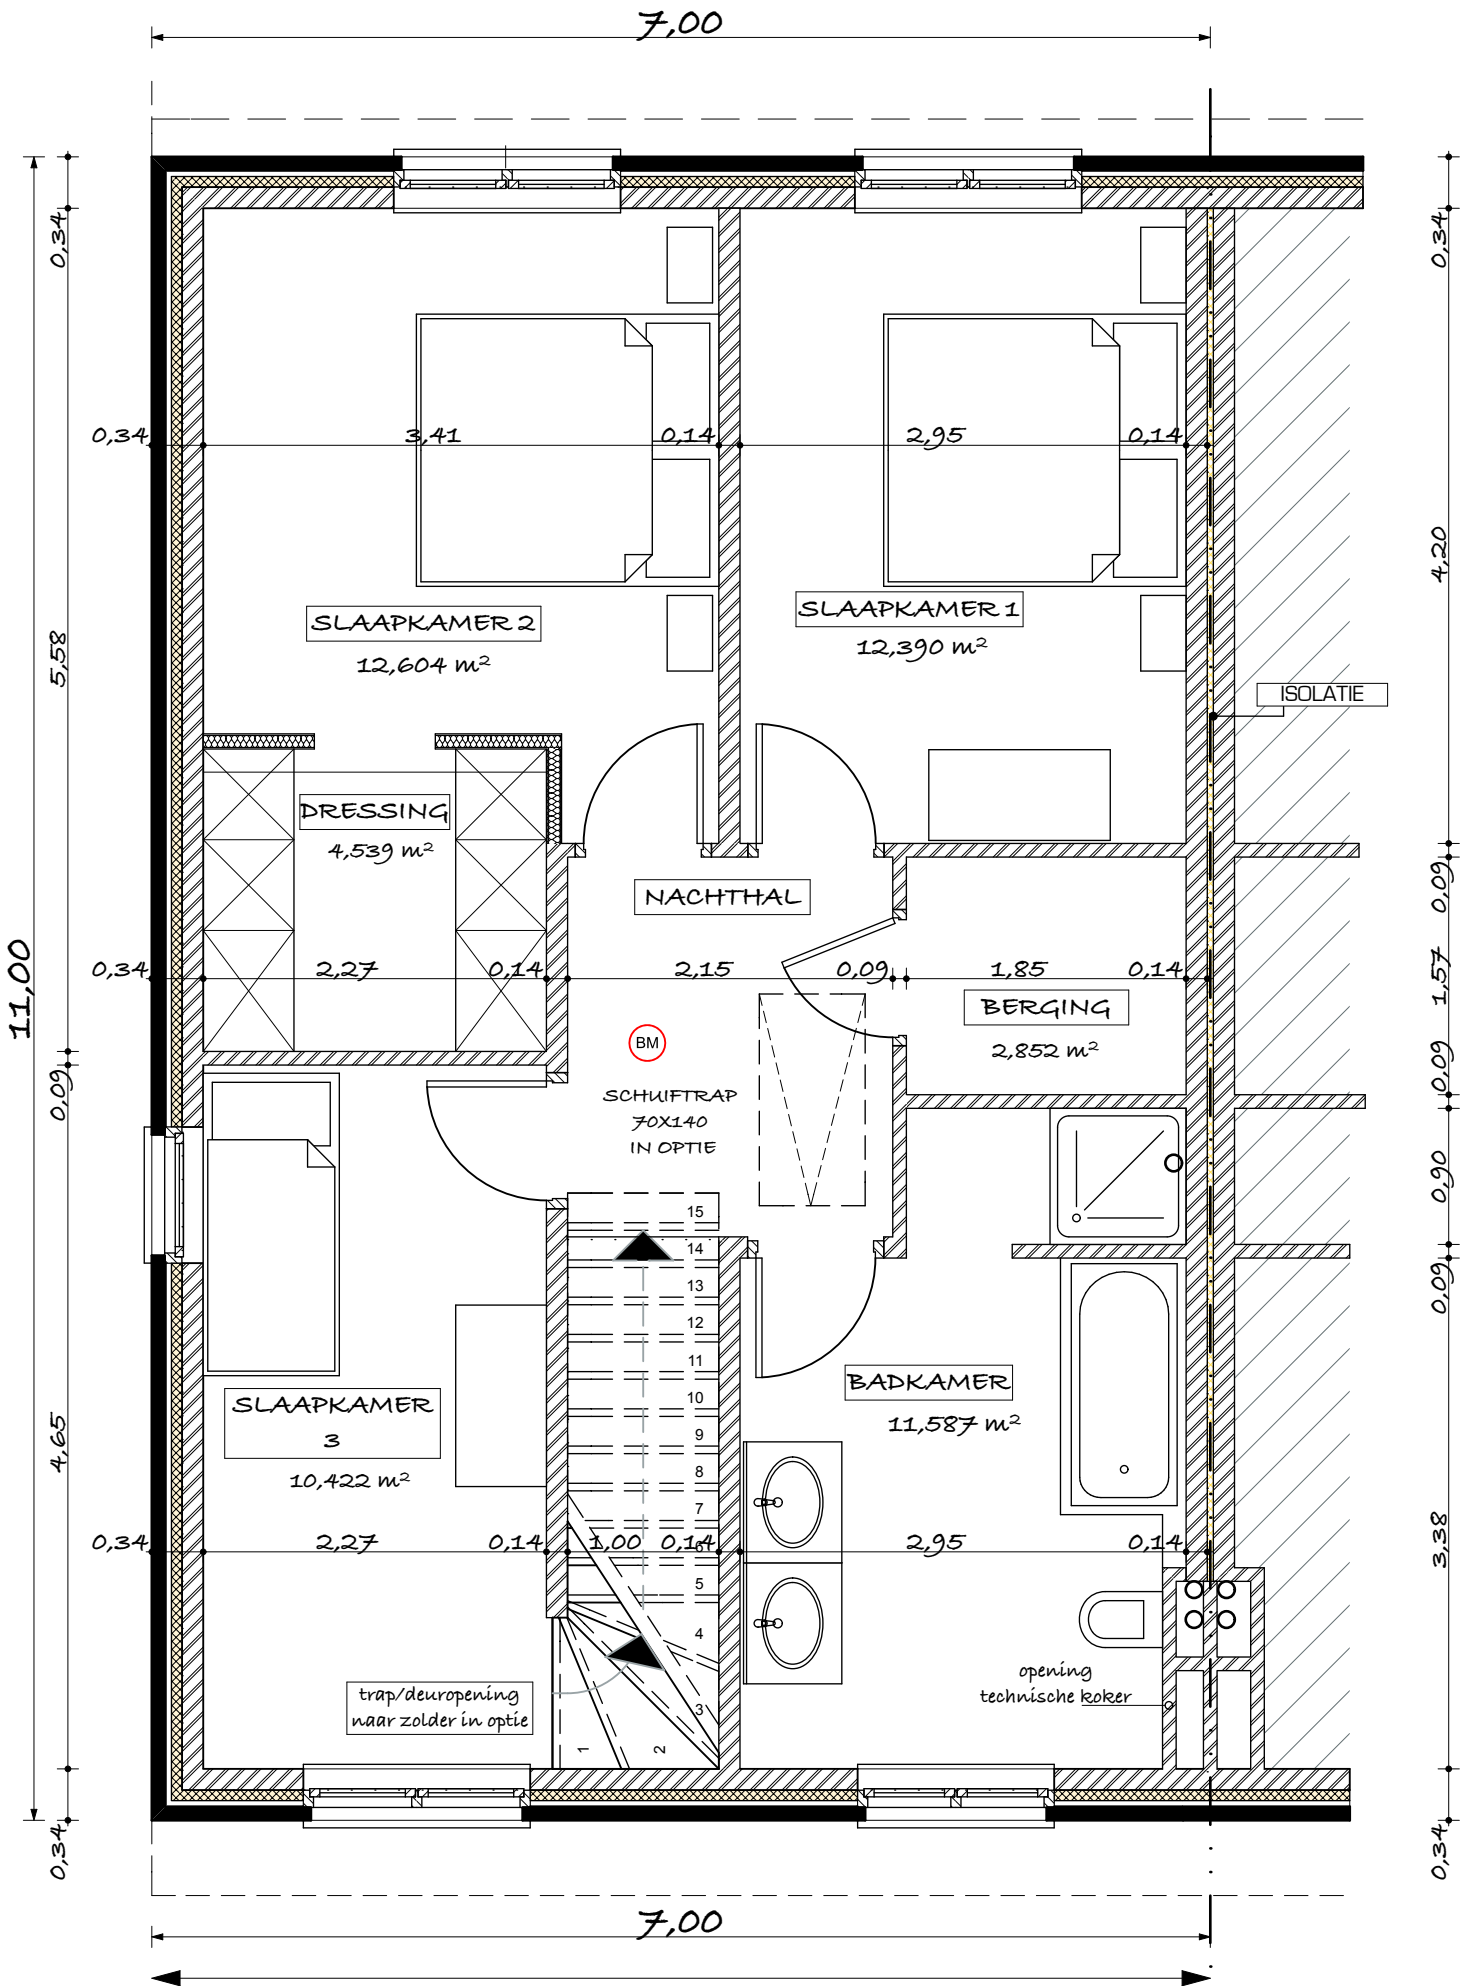 7,00
0,34
0,34
0,34
3,41
0,14
2,95
0,14
4,20
SLAAPKAMER 2
12,604 m²
SLAAPKAMER 1
12,390 m²
5,58
ISOLATIE
DRESSING
4,539 m²
NACHTHAL
0,09
11,00
0,34
2,27
0,14
2,15
0,09
1,85
0,14
1,57
BERGING
2,852 m²
BM
0,09
0,09
SCHUIFTRAP
70X140
IN OPTIE
0,90
15
14
13
12
11
10
9
8
7
6
5
4
3
2
1
0,09
BADKAMER
11,587 m²
SLAAPKAMER
3
10,422 m²
4,65
0,34
2,27
0,14
1,00
0,14
2,95
0,14
3,38
opening
technische koker
trap/deuropening
naar zolder in optie
0,34
0,34
7,00